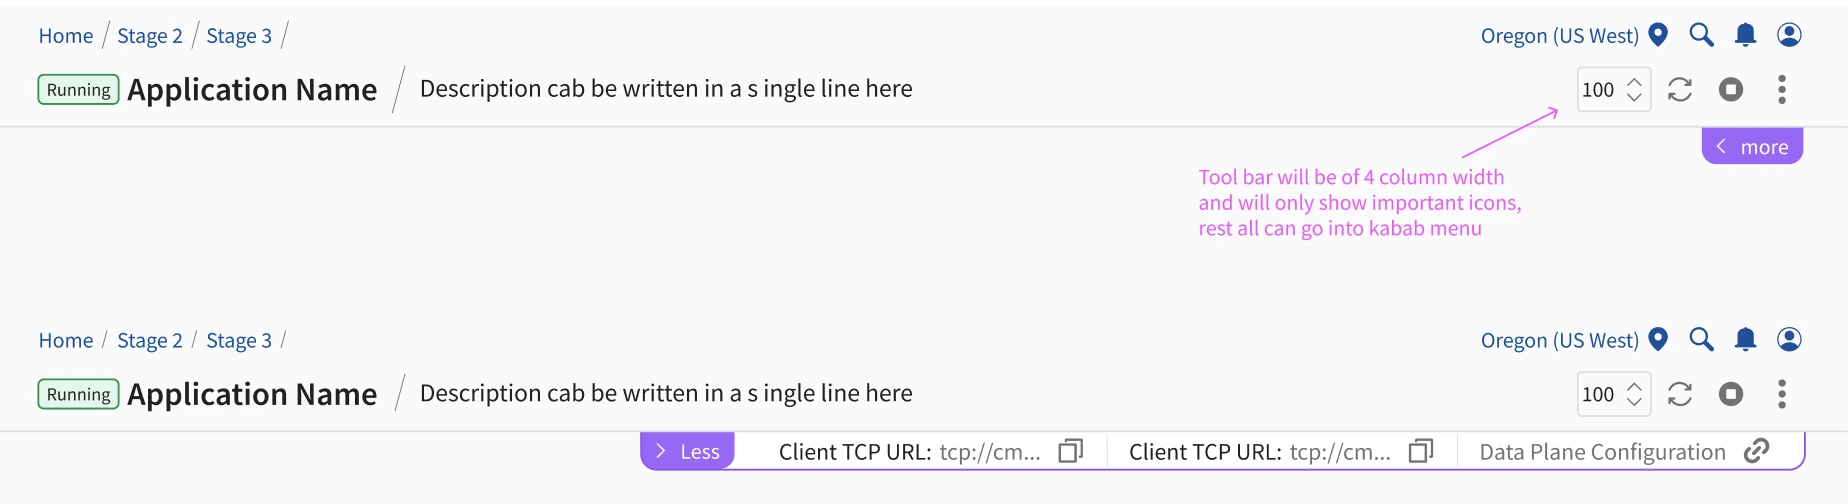 Home / Stage 2 / Stage 3 /
Oregon (US West)
Running Application Name / Description cab be written in a s ingle line here
100
more
Tool bar will be of 4 column width
and will only show important icons,
rest all can go into kabab menu
Home / Stage 2 / Stage 3 /
Oregon (US West)
Running Application Name / Description cab be written in a s ingle line here
100
Less
Client TCP URL: tcp://cm...
Client TCP URL: tcp://cm...
Data Plane Configuration